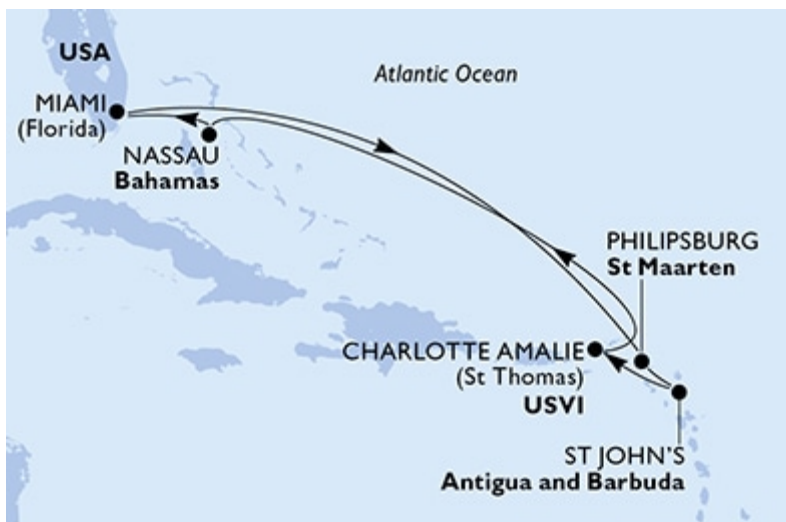 USA
Atlantic Ocean
MIAMI
(Florida)
NASSAU
Bahamas
PHILIPSBURG
St Maarten
CHARLOTTE AMALIE
(St Thomas)
USVI
ST JOHN'S
Antigua and Barbuda